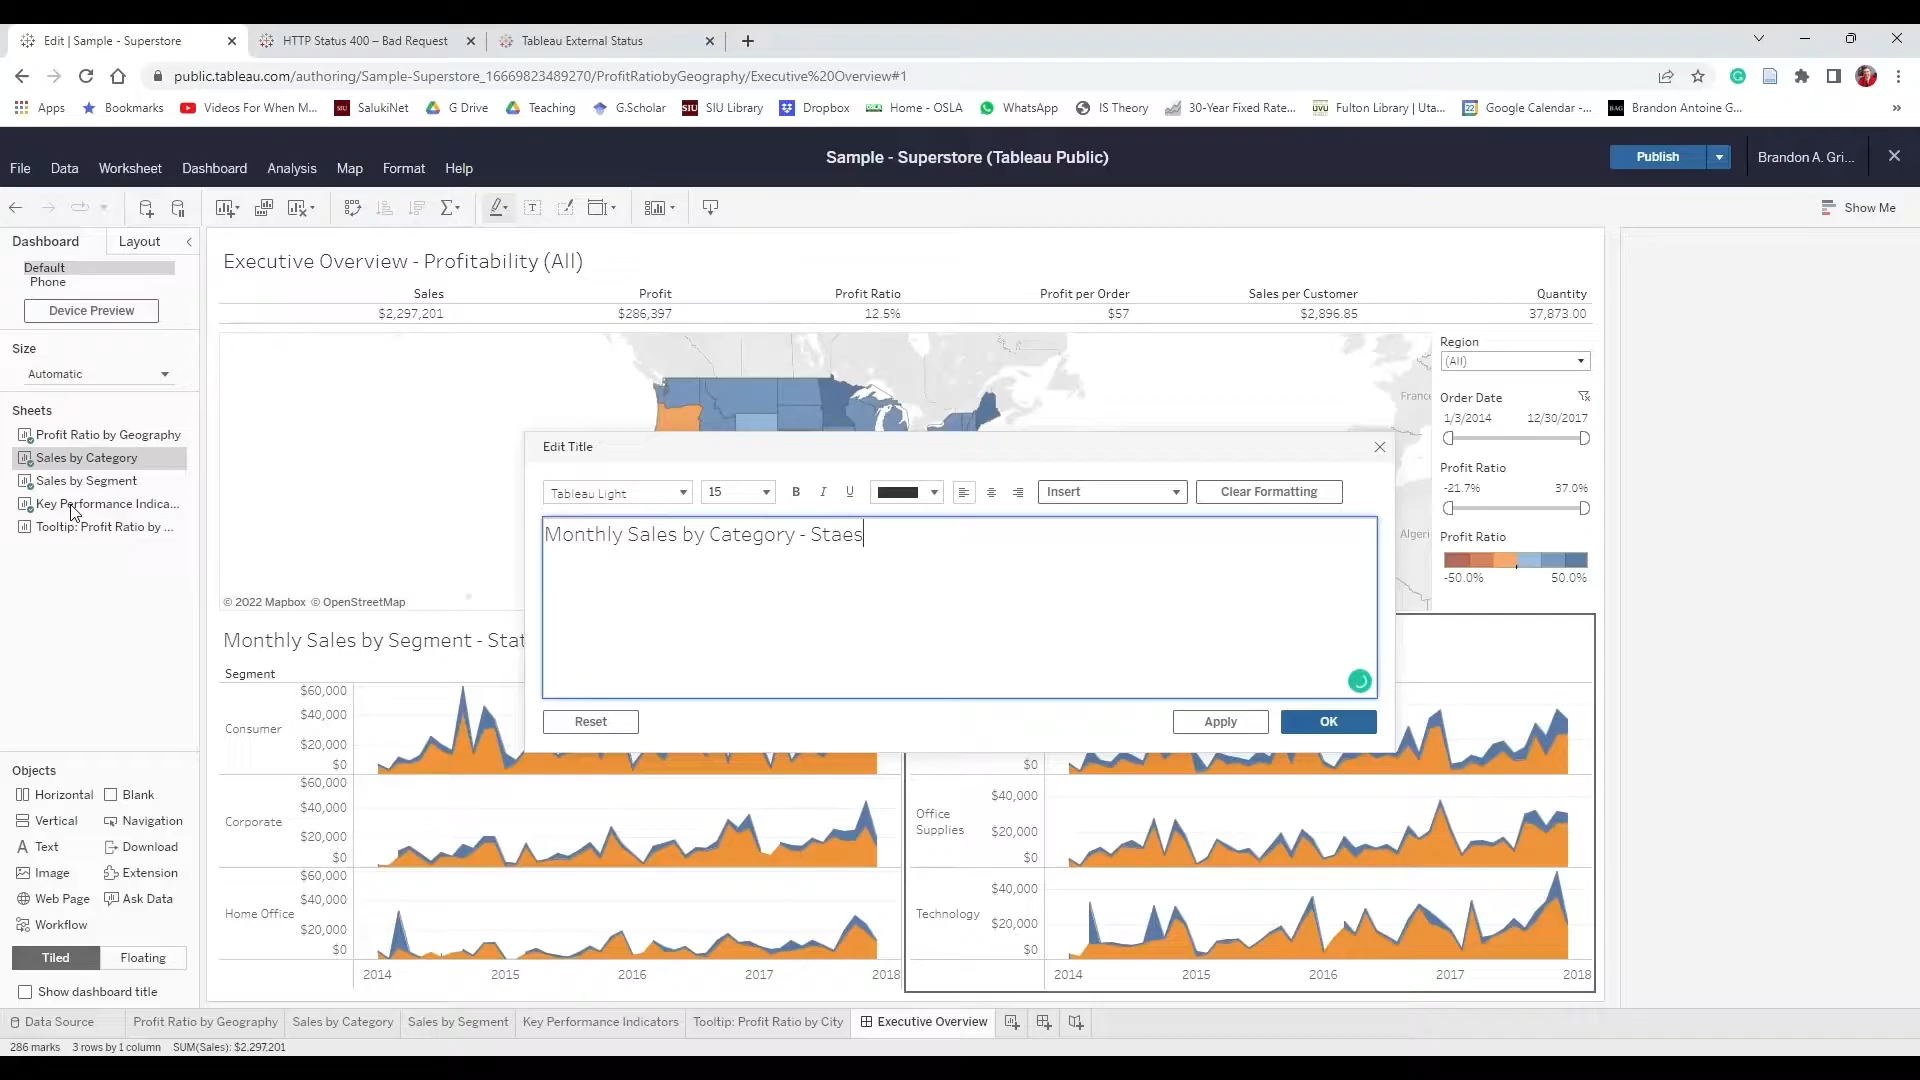 Edit | Sample - Superstore
HTTP Status 400 – Bad Request
Tableau External Status
public.tableau.com/authoring/Sample-Superstore_16669823489270/ProfitRatiobyGeography/Executive%20Overview#1
Apps
Bookmarks
Videos For When M...
SIU
SalukiNet
G Drive
Teaching
G.Scholar
SIU
SIU Library
Dropbox
Home - OSLA
WhatsApp
IS Theory
30-Year Fixed Rate...
UVU
Fulton Library | Uta...
Google Calendar -...
BAG
Brandon Antoine G...
File
Data
Worksheet
Dashboard
Analysis
Map
Format
Help
Sample - Superstore (Tableau Public)
Publish
Brandon A. Gri...
Show Me
Dashboard
Layout
Default
Phone
Device Preview
Size
Automatic
Sheets
Profit Ratio by Geography
Sales by Category
Sales by Segment
Key Performance Indica...
Tooltip: Profit Ratio by ...
Objects
Horizontal
Blank
Vertical
Navigation
Text
Download
Image
Extension
Web Page
Ask Data
Workflow
Tiled
Floating
Show dashboard title
Executive Overview - Profitability (All)
Sales Profit Profit Ratio Profit per Order Sales per Customer Quantity
$2,297,201 $286,397 12.5% $57 $2,896.85 37,873.00
France
Algeri
© 2022 Mapbox © OpenStreetMap
Region
(All)
Order Date
1/3/2014 12/30/2017
Profit Ratio
-21.7% 37.0%
Profit Ratio
-50.0% 50.0%
Edit Title
Tableau Light
15
B
I
U
Insert
Clear Formatting
Monthly Sales by Category - Staes
Reset
Apply
OK
Monthly Sales by Segment - Stat
Segment
Consumer
$60,000
$40,000
$20,000
$0
Corporate
$60,000
$40,000
$20,000
$0
Home Office
$60,000
$40,000
$20,000
$0
2014 2015 2016 2017 2018
$0
Office
Supplies
$40,000
$20,000
$0
Technology
$40,000
$20,000
$0
2014 2015 2016 2017 2018
Data Source
Profit Ratio by Geography
Sales by Category
Sales by Segment
Key Performance Indicators
Tooltip: Profit Ratio by City
Executive Overview
286 marks 3 rows by 1 column SUM(Sales): $2,297,201